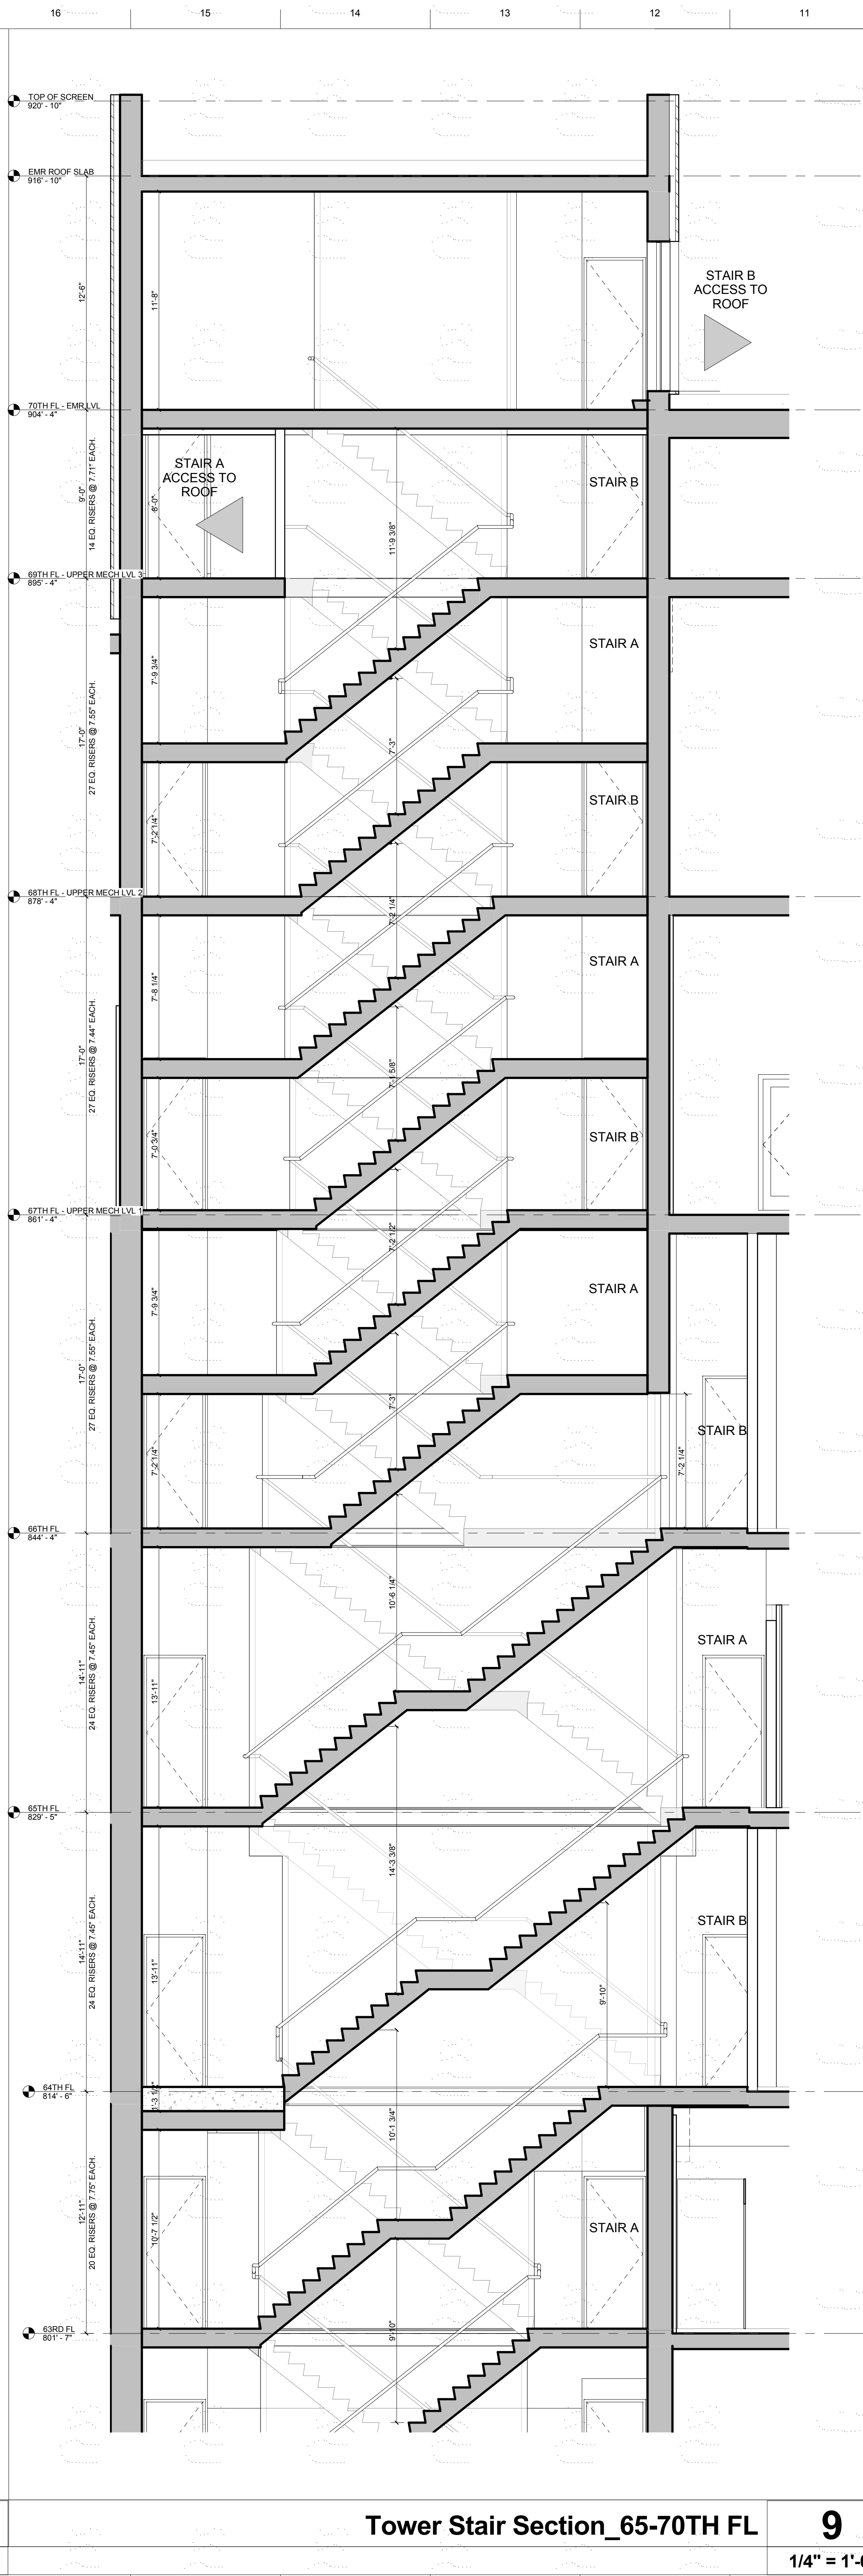 16 15 14 13 12 11
TOP OF SCREEN
920' - 10"
EMR ROOF SLAB
916' - 10"
12'-6"
11'-8"
STAIR B
ACCESS TO
ROOF
70TH FL - EMR LVL
904' - 4"
9'-0"
14 EQ. RISERS @ 7.71" EACH.
STAIR A
ACCESS TO
ROOF
8'-0"
11'-9 3/8"
STAIR B
69TH FL - UPPER MECH LVL 3
895' - 4"
STAIR A
7'-9 3/4"
17'-0"
27 EQ. RISERS @ 7.55" EACH.
7'-3"
STAIR B
7'-2 1/4"
68TH FL - UPPER MECH LVL 2
878' - 4"
7'-2 1/4"
STAIR A
7'-8 1/4"
17'-0"
27 EQ. RISERS @ 7.44" EACH.
7'-1 5/8"
STAIR B
7'-0 3/4"
67TH FL - UPPER MECH LVL 1
861' - 4"
7'-2 1/2"
STAIR A
7'-9 3/4"
17'-0"
27 EQ. RISERS @ 7.55" EACH.
7'-3"
STAIR B
7'-2 1/4"
7'-2 1/4"
66TH FL
844' - 4"
10'-6 1/4"
STAIR A
14'-11"
24 EQ. RISERS @ 7.45" EACH.
13'-11"
65TH FL
829' - 5"
14'-3 3/8"
STAIR B
14'-11"
24 EQ. RISERS @ 7.45" EACH.
13'-11"
9'-10"
64TH FL
814' - 6"
1'-3 1/2"
10'-1 3/4"
12'-11"
20 EQ. RISERS @ 7.75" EACH.
10'-7 1/2"
STAIR A
63RD FL
801' - 7"
9'-10"
Tower Stair Section_65-70TH FL 9
1/4" = 1'-